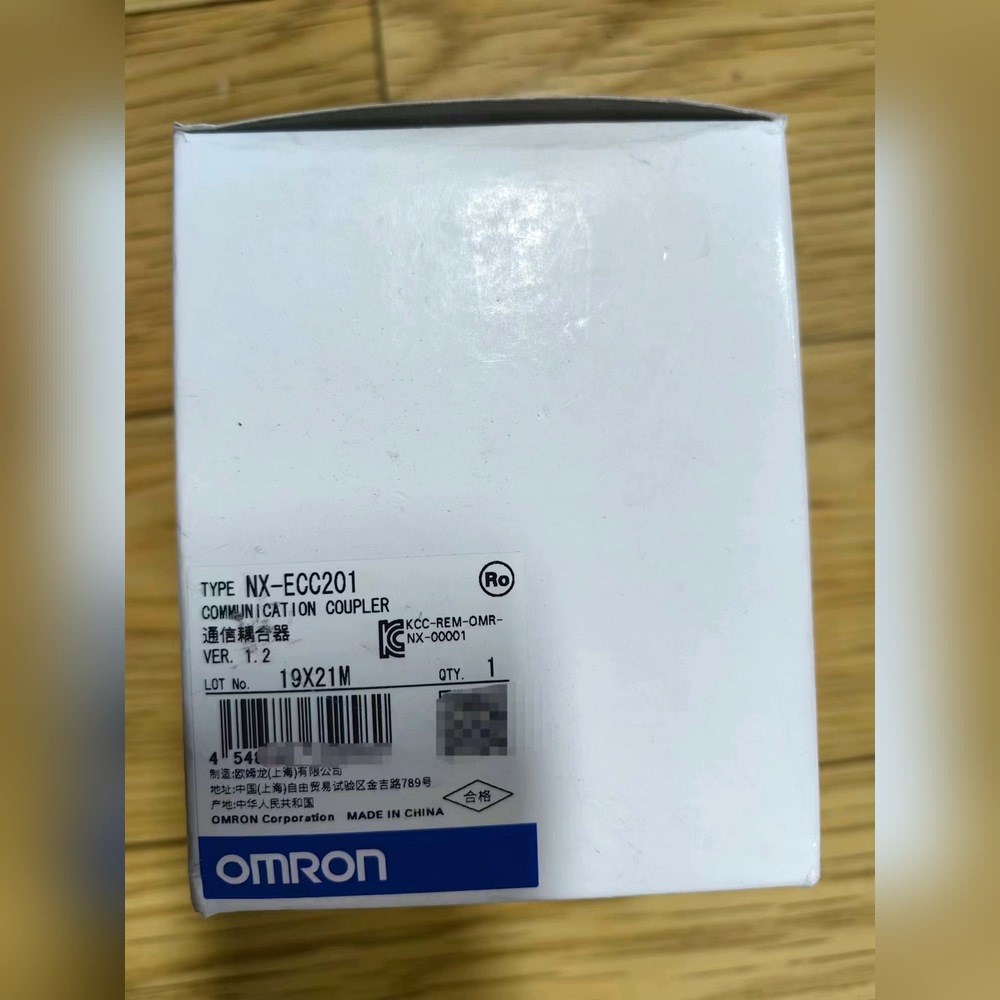 TYPE NX-ECC201
Ro
COMMUNICATION COUPLER
通信耦合器
KCC-REM-OMR-
NX-00001
VER. 1.2
LOT No. 19X21M QTY. 1
4 548
制造:欧姆龙(上海)有限公司
地址:中国(上海)自由贸易试验区金吉路789号
产地:中华人民共和国
合格
OMRON Corporation MADE IN CHINA
OMRON